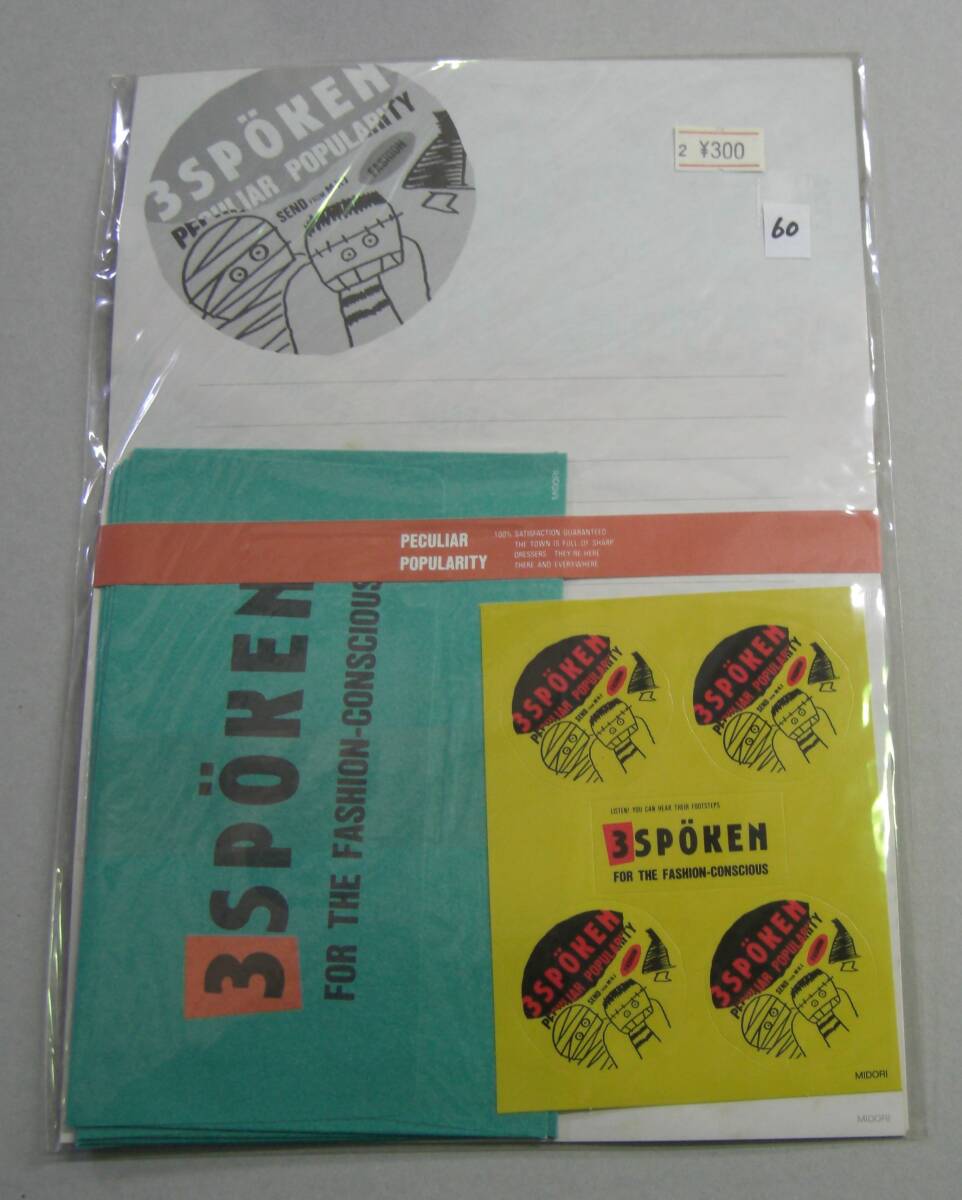 3SPÖKEN
PECULIAR POPULARITY
SEND FROM M&I
FASHION
2 ¥300
60
MIDORI
PECULIAR
POPULARITY
100% SATISFACTION GUARANTEED
THE TOWN IS FULL OF SHARP
DRESSERS THEY'RE HERE
THERE AND EVERYWHERE
3SPÖKEN
FOR THE FASHION-CONSCIOUS
3SPÖKEN
PECULIAR POPULARITY
3SPÖKEN
PECULIAR POPULARITY
LISTEN! YOU CAN HEAR THEIR FOOTSTEPS
3SPÖKEN
FOR THE FASHION-CONSCIOUS
3SPÖKEN
PECULIAR POPULARITY
3SPÖKEN
PECULIAR POPULARITY
MIDORI
MIDORI